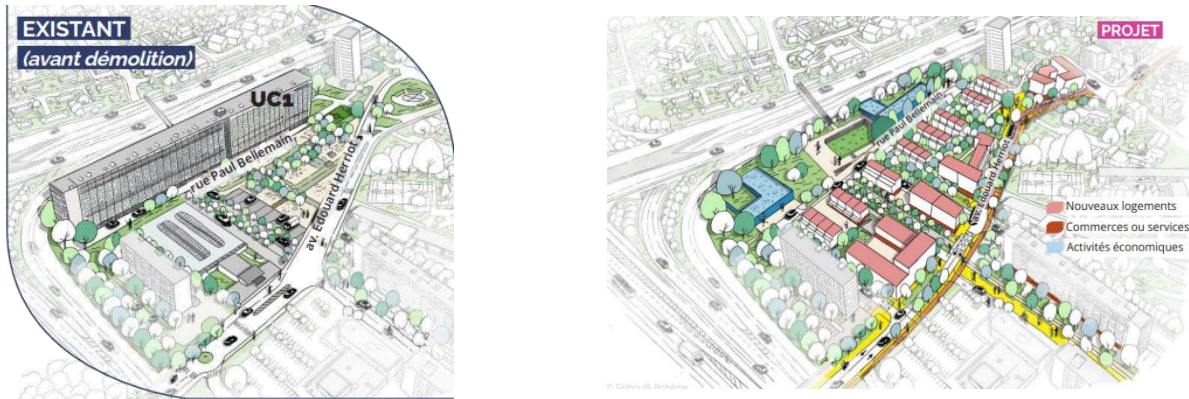 EXISTANT
(avant démolition)
UC1
rue Paul Bellemain
av. Edouard Herriot
PROJET
rue Paul Bellemain
av. Edouard Herriot
Nouveaux logements
Commerces ou services
Activités économiques